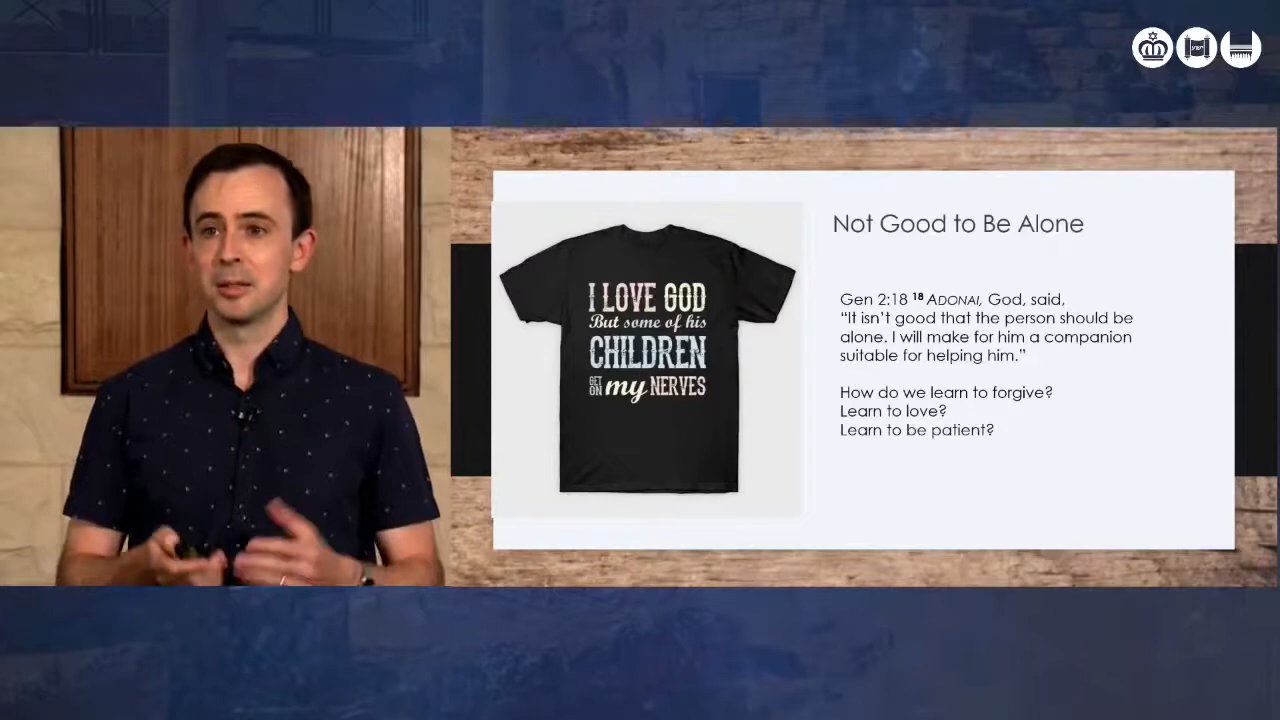 Not Good to Be Alone
I LOVE GOD
But some of his
CHILDREN
GET ON my NERVES
Gen 2:18 ¹⁸ ADONAI, God, said,
“It isn’t good that the person should be
alone. I will make for him a companion
suitable for helping him.”
How do we learn to forgive?
Learn to love?
Learn to be patient?